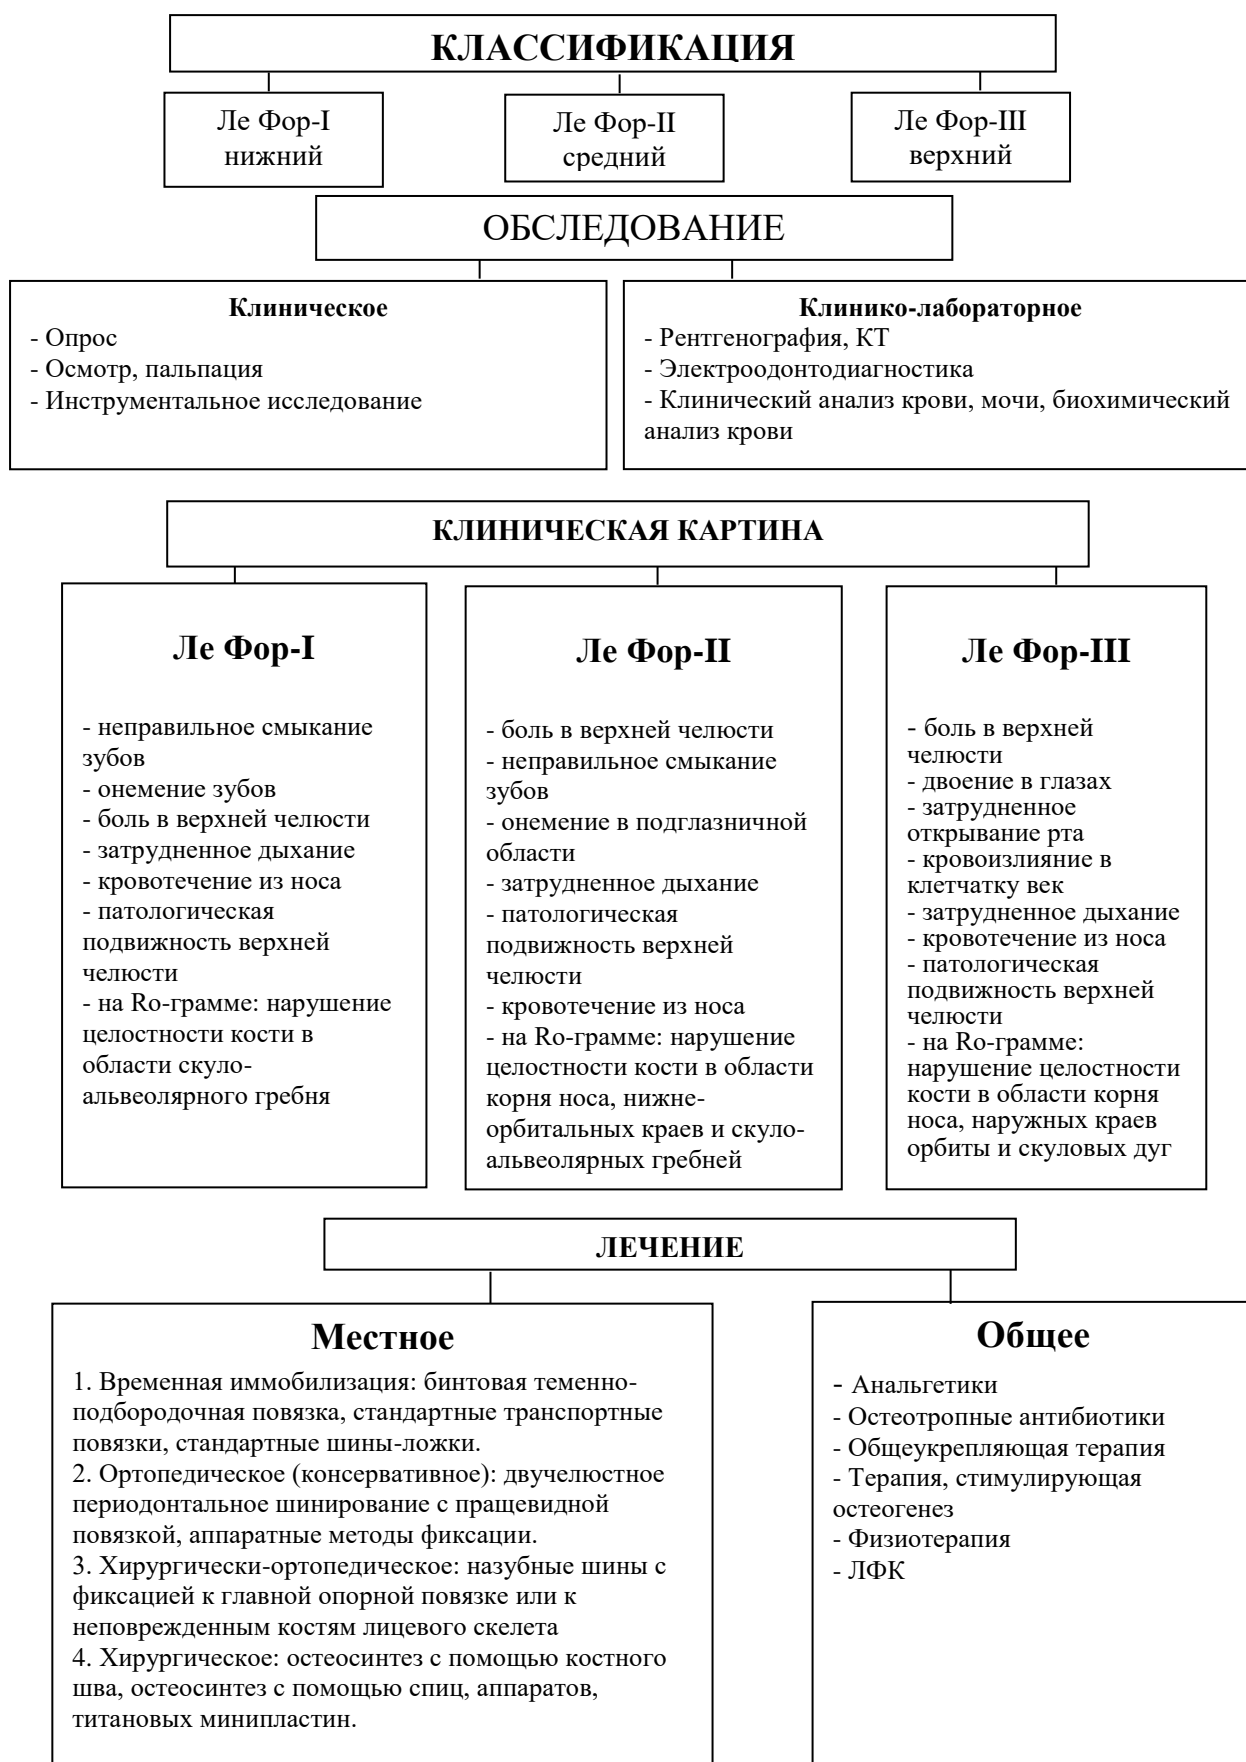 КЛАССИФИКАЦИЯ
Ле Фор-I
нижний
Ле Фор-II
средний
Ле Фор-III
верхний
ОБСЛЕДОВАНИЕ
Клиническое
- Опрос
- Осмотр, пальпация
- Инструментальное исследование
Клинико-лабораторное
- Рентгенография, КТ
- Электроодонтодиагностика
- Клинический анализ крови, мочи, биохимический
анализ крови
КЛИНИЧЕСКАЯ КАРТИНА
Ле Фор-I
- неправильное смыкание
зубов
- онемение зубов
- боль в верхней челюсти
- затрудненное дыхание
- кровотечение из носа
- патологическая
подвижность верхней
челюсти
- на Ro-грамме: нарушение
целостности кости в
области скуло-
альвеолярного гребня
Ле Фор-II
- боль в верхней челюсти
- неправильное смыкание
зубов
- онемение в подглазничной
области
- затрудненное дыхание
- патологическая
подвижность верхней
челюсти
- кровотечение из носа
- на Ro-грамме: нарушение
целостности кости в области
корня носа, нижне-
орбитальных краев и скуло-
альвеолярных гребней
Ле Фор-III
- боль в верхней
челюсти
- двоение в глазах
- затрудненное
открывание рта
- кровоизлияние в
клетчатку век
- затрудненное дыхание
- кровотечение из носа
- патологическая
подвижность верхней
челюсти
- на Ro-грамме:
нарушение целостности
кости в области корня
носа, наружных краев
орбиты и скуловых дуг
ЛЕЧЕНИЕ
Местное
1. Временная иммобилизация: бинтовая теменно-
подбородочная повязка, стандартные транспортные
повязки, стандартные шины-ложки.
2. Ортопедическое (консервативное): двучелюстное
периодонтальное шинирование с пращевидной
повязкой, аппаратные методы фиксации.
3. Хирургически-ортопедическое: назубные шины с
фиксацией к главной опорной повязке или к
неповрежденным костям лицевого скелета
4. Хирургическое: остеосинтез с помощью костного
шва, остеосинтез с помощью спиц, аппаратов,
титановых минипластин.
Общее
- Анальгетики
- Остеотропные антибиотики
- Общеукрепляющая терапия
- Терапия, стимулирующая
остеогенез
- Физиотерапия
- ЛФК